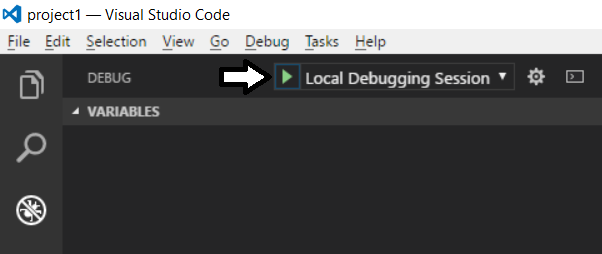 project1 — Visual Studio Code
File Edit Selection View Go Debug Tasks Help
DEBUG Local Debugging Session
VARIABLES